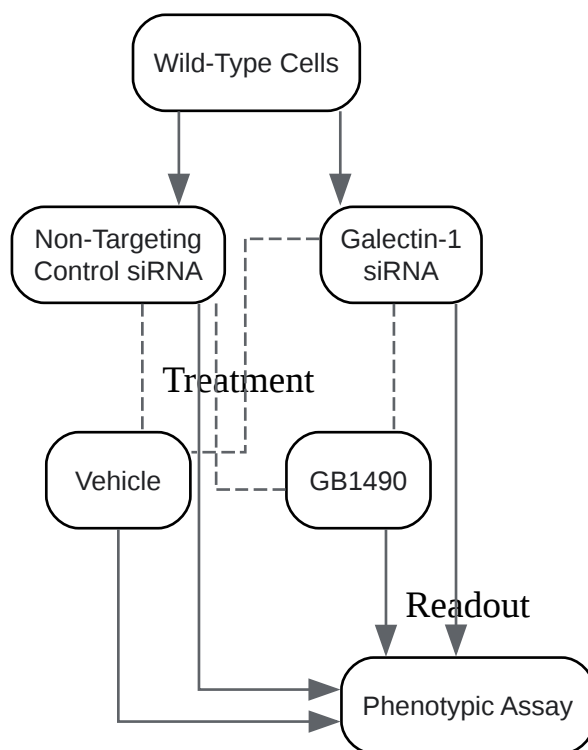 Wild-Type Cells
Non-Targeting
Control siRNA
Galectin-1
siRNA
Treatment
Vehicle
GB1490
Readout
Phenotypic Assay